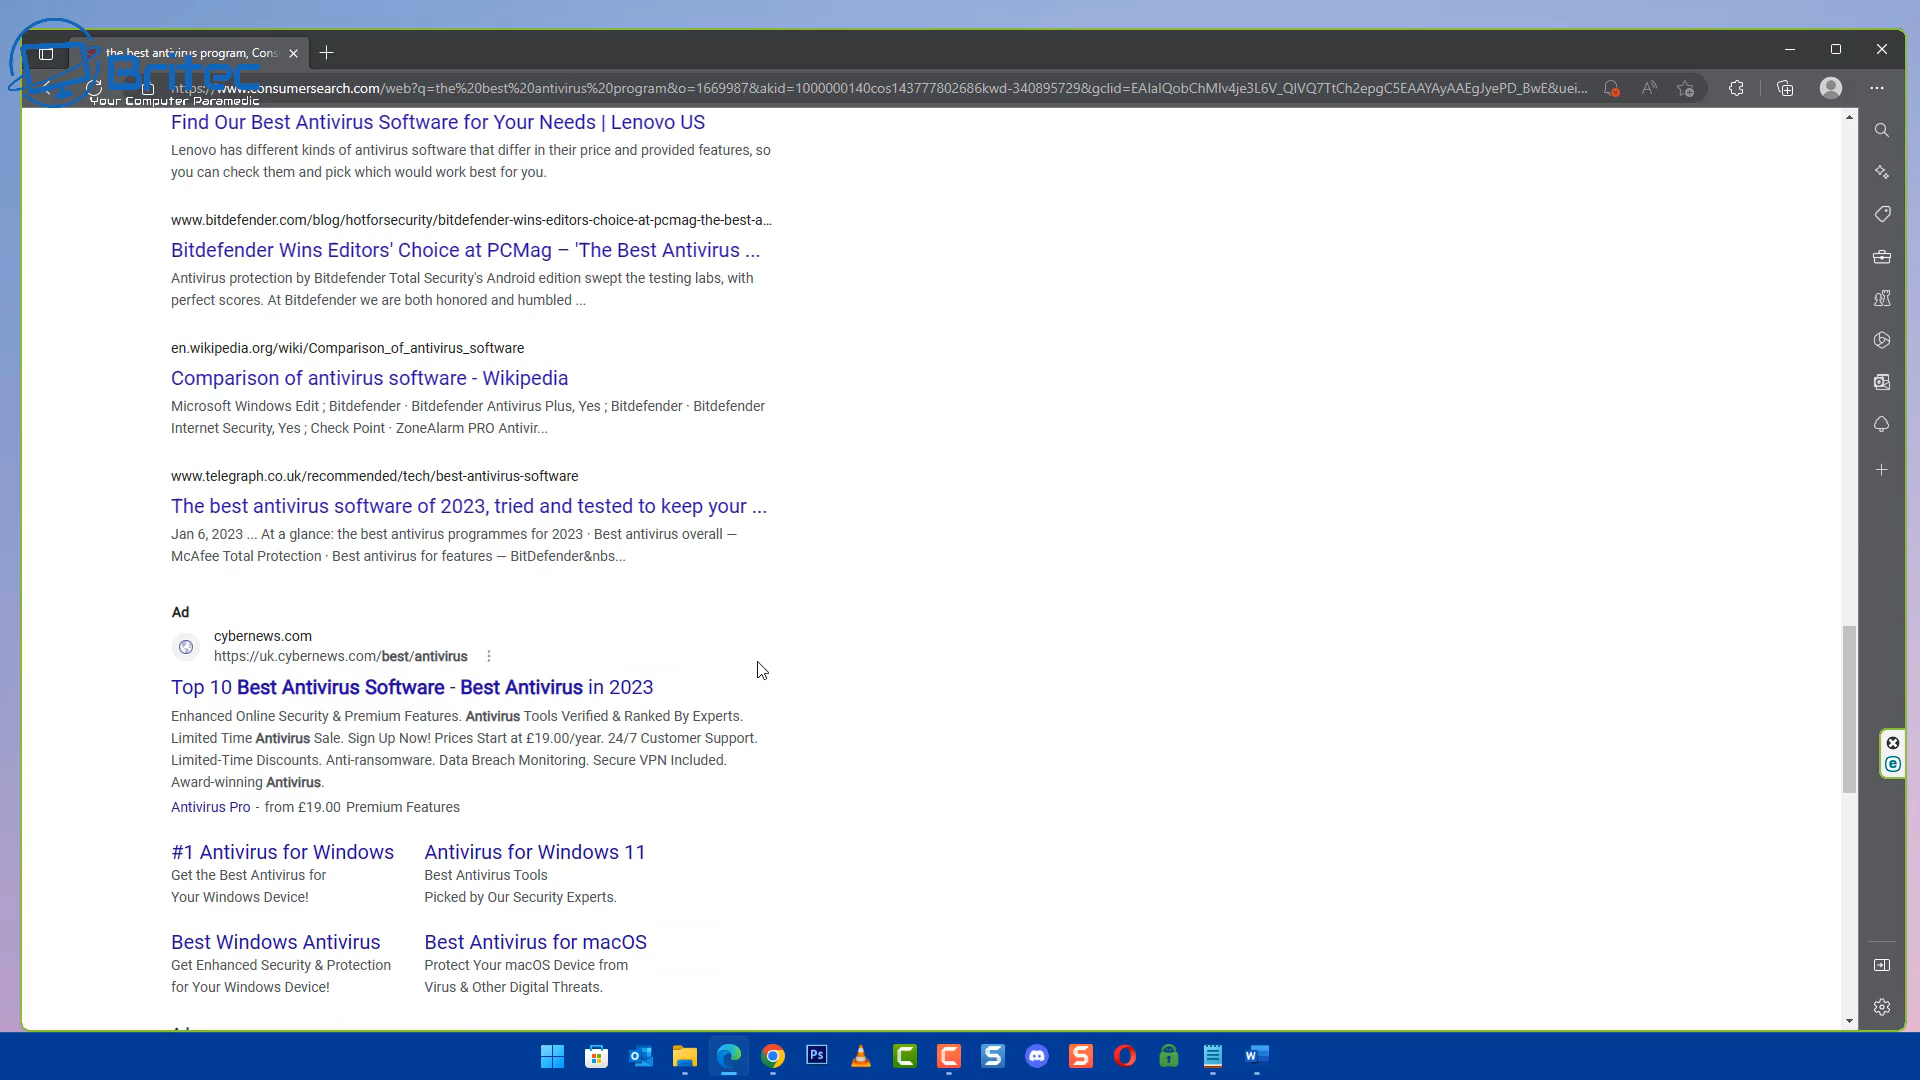 the best antivirus program, Cons
Britec
Your Computer Paramedic
https://www.consumersearch.com/web?q=the%20best%20antivirus%20program&o=1669987&akid=1000000140cos143777802686kwd-340895729&gclid=EAIaIQobChMIv4je3L6V_QIVQ7TtCh2epgC5EAAYAyAAEgJyePD_BwE&uei...
Find Our Best Antivirus Software for Your Needs | Lenovo US
Lenovo has different kinds of antivirus software that differ in their price and provided features, so
you can check them and pick which would work best for you.
www.bitdefender.com/blog/hotforsecurity/bitdefender-wins-editors-choice-at-pcmag-the-best-a...
Bitdefender Wins Editors' Choice at PCMag – 'The Best Antivirus ...
Antivirus protection by Bitdefender Total Security's Android edition swept the testing labs, with
perfect scores. At Bitdefender we are both honored and humbled ...
en.wikipedia.org/wiki/Comparison_of_antivirus_software
Comparison of antivirus software - Wikipedia
Microsoft Windows Edit ; Bitdefender · Bitdefender Antivirus Plus, Yes ; Bitdefender · Bitdefender
Internet Security, Yes ; Check Point · ZoneAlarm PRO Antivir...
www.telegraph.co.uk/recommended/tech/best-antivirus-software
The best antivirus software of 2023, tried and tested to keep your ...
Jan 6, 2023 ... At a glance: the best antivirus programmes for 2023 · Best antivirus overall —
McAfee Total Protection · Best antivirus for features — BitDefender&nbs...
Ad
cybernews.com
https://uk.cybernews.com/best/antivirus
Top 10 Best Antivirus Software - Best Antivirus in 2023
Enhanced Online Security & Premium Features. Antivirus Tools Verified & Ranked By Experts.
Limited Time Antivirus Sale. Sign Up Now! Prices Start at £19.00/year. 24/7 Customer Support.
Limited-Time Discounts. Anti-ransomware. Data Breach Monitoring. Secure VPN Included.
Award-winning Antivirus.
Antivirus Pro - from £19.00 Premium Features
#1 Antivirus for Windows
Get the Best Antivirus for
Your Windows Device!
Antivirus for Windows 11
Best Antivirus Tools
Picked by Our Security Experts.
Best Windows Antivirus
Get Enhanced Security & Protection
for Your Windows Device!
Best Antivirus for macOS
Protect Your macOS Device from
Virus & Other Digital Threats.